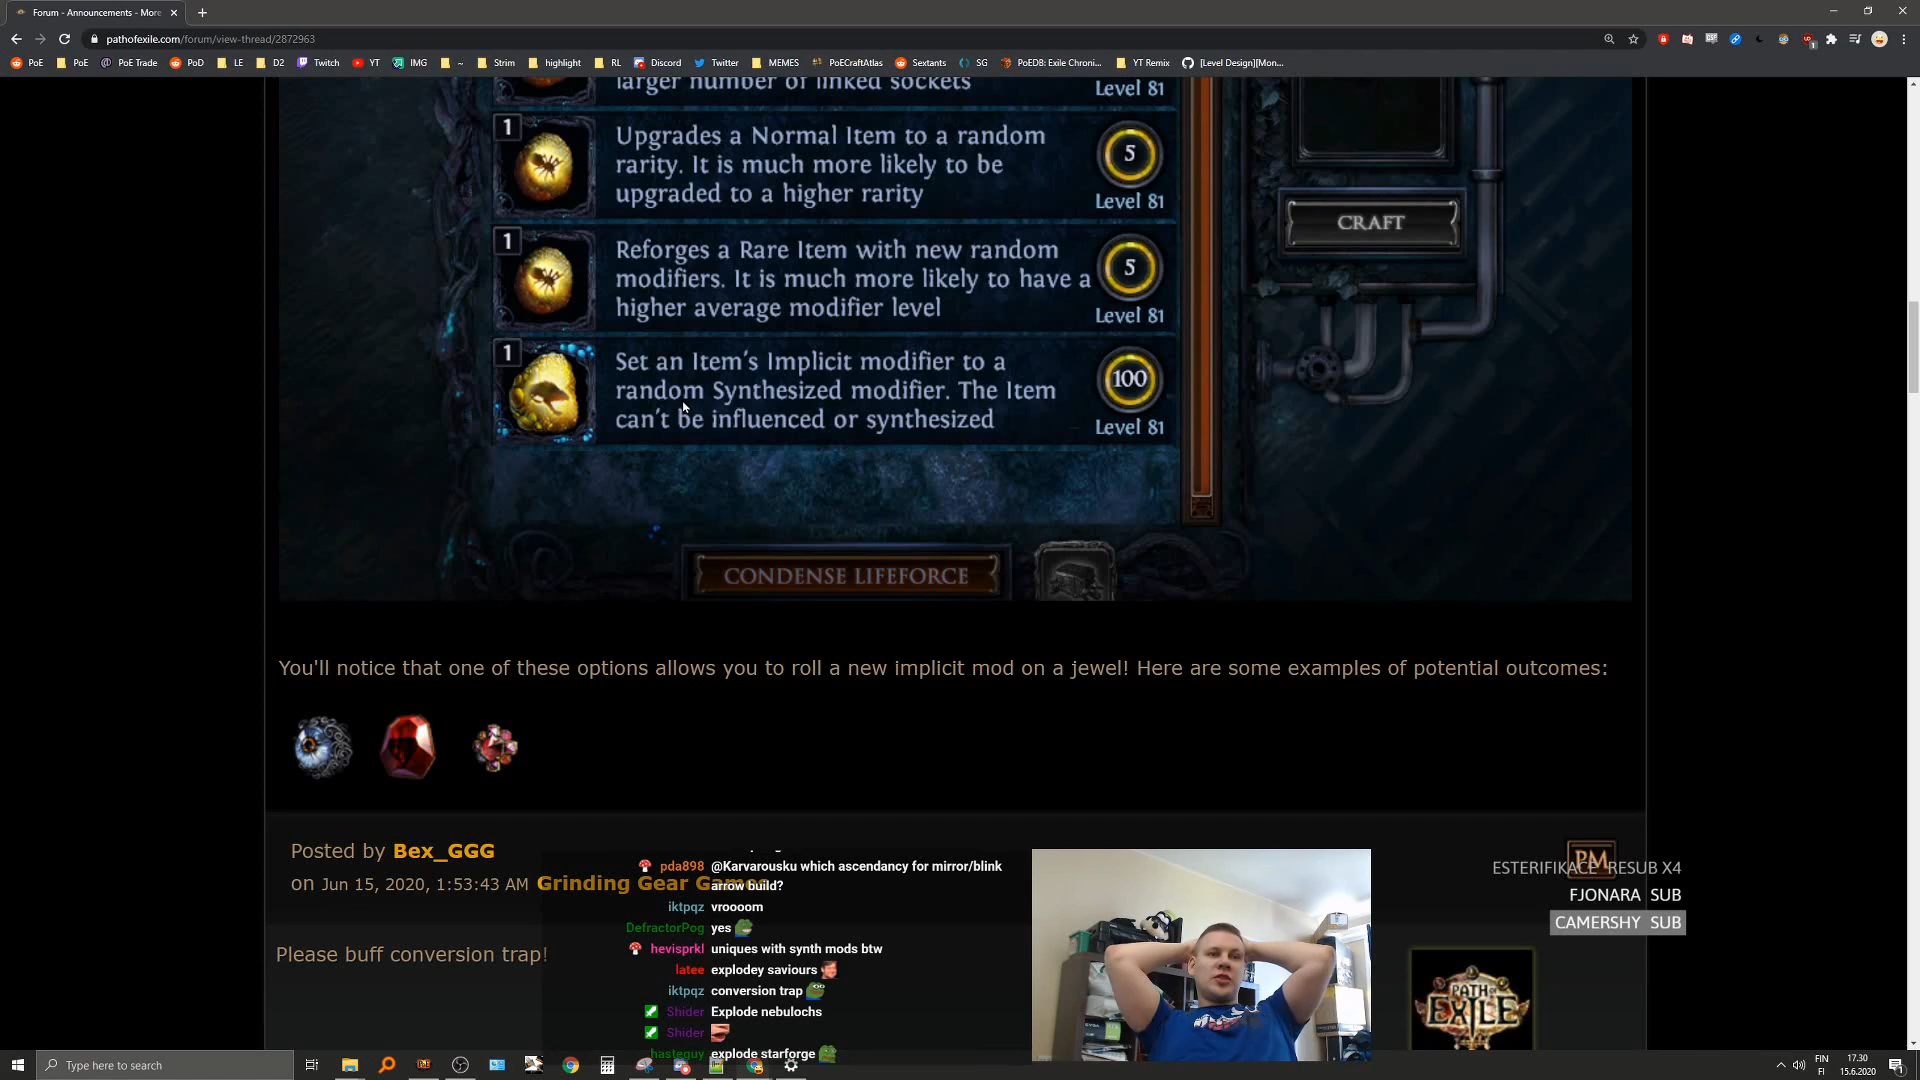 Forum - Announcements - More
pathofexile.com/forum/view-thread/2872963
PoE PoE PoE Trade PoD LE D2 Twitch YT IMG ~ Strim highlight RL Discord Twitter MEMES PoECraftAtlas Sextants SG PoEDB: Exile Chroni... YT Remix [Level Design][Mon...
larger number of linked sockets
Level 81
1
Upgrades a Normal Item to a random
rarity. It is much more likely to be
upgraded to a higher rarity
5
Level 81
1
Reforges a Rare Item with new random
modifiers. It is much more likely to have a
higher average modifier level
5
Level 81
1
Set an Item's Implicit modifier to a
random Synthesized modifier. The Item
can't be influenced or synthesized
100
Level 81
CRAFT
CONDENSE LIFEFORCE
You'll notice that one of these options allows you to roll a new implicit mod on a jewel! Here are some examples of potential outcomes:
Posted by Bex_GGG
on Jun 15, 2020, 1:53:43 AM Grinding Gear Games
PM
Please buff conversion trap!
pda898 @Karvarousku which ascendancy for mirror/blink
arrow build?
iktpqz vroooom
DefractorPog yes
hevisprkl uniques with synth mods btw
latee explodey saviours
iktpqz conversion trap
Shider Explode nebulochs
Shider
hasteguy explode starforge
ESTERIFIKACE RESUB X4
FJONARA SUB
CAMERSHY SUB
PATH OF
EXILE
Type here to search
FIN
FI
17.30
15.6.2020